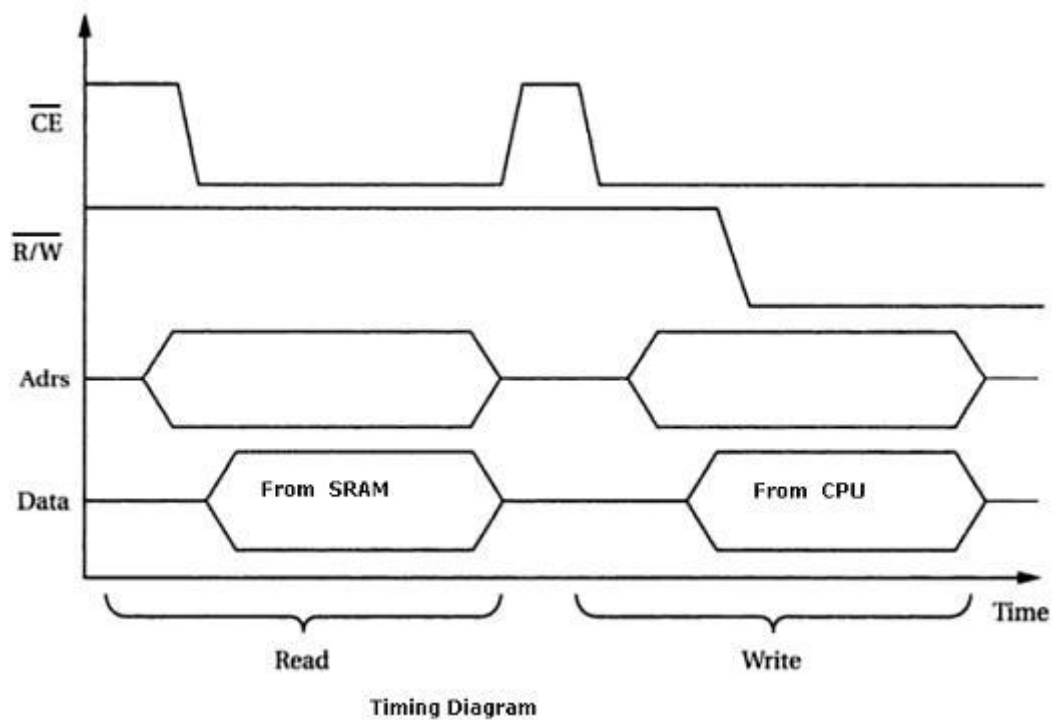 CE
R/W
Adrs
Data
From SRAM
From CPU
Time
Read
Write
Timing Diagram